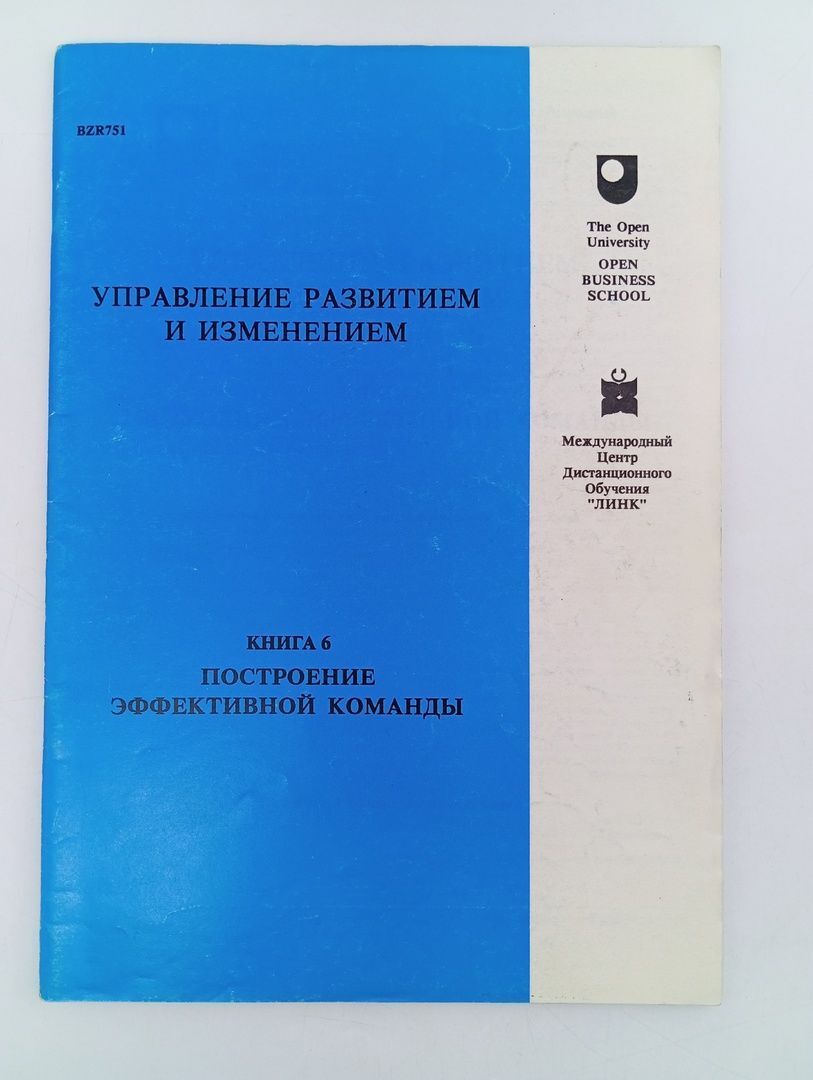 BZR751
УПРАВЛЕНИЕ РАЗВИТИЕМ
И ИЗМЕНЕНИЕМ
КНИГА 6
ПОСТРОЕНИЕ
ЭФФЕКТИВНОЙ КОМАНДЫ
The Open
University
OPEN
BUSINESS
SCHOOL
Международный
Центр
Дистанционного
Обучения
"ЛИНК"